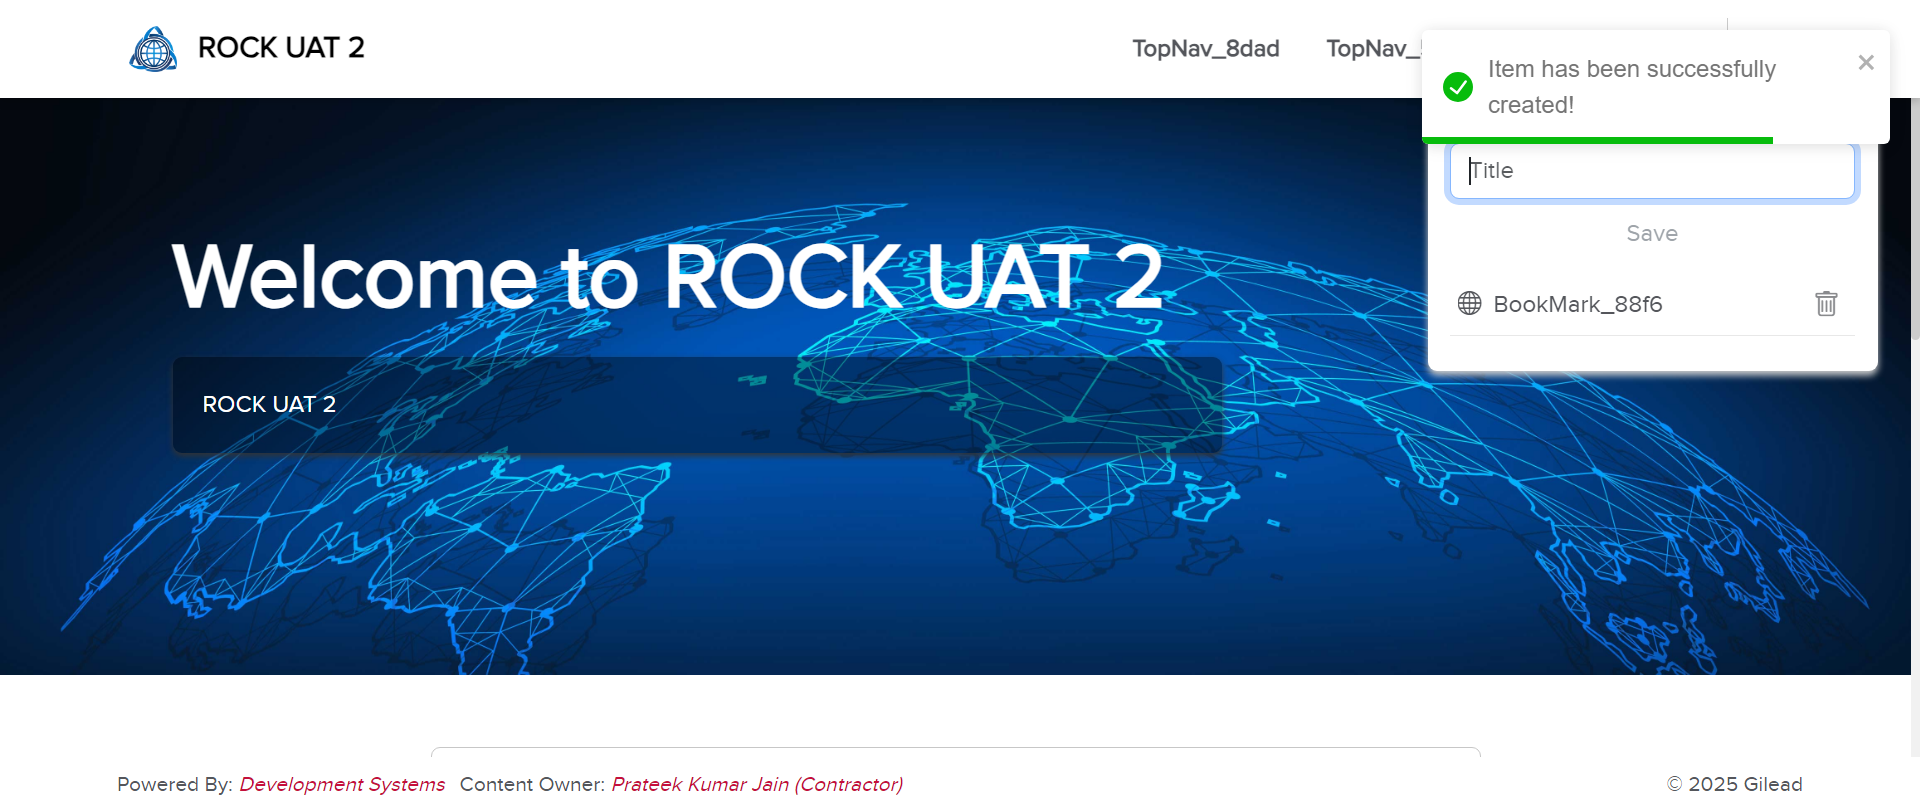 ROCK UAT 2
TopNav_8dad
TopNav_
Item has been successfully
created!
Title
Save
BookMark_88f6
Welcome to ROCK UAT 2
ROCK UAT 2
Powered By: Development Systems Content Owner: Prateek Kumar Jain (Contractor)
© 2025 Gilead